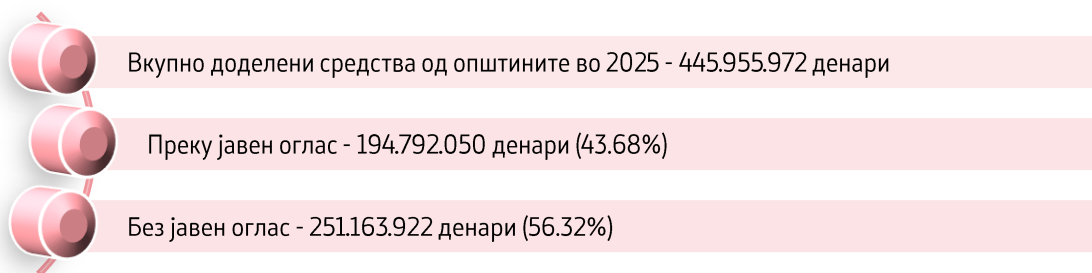 Вкупно доделени средства од општините во 2025 - 445.955.972 денари
Преку јавен оглас - 194.792.050 денари (43.68%)
Без јавен оглас - 251.163.922 денари (56.32%)